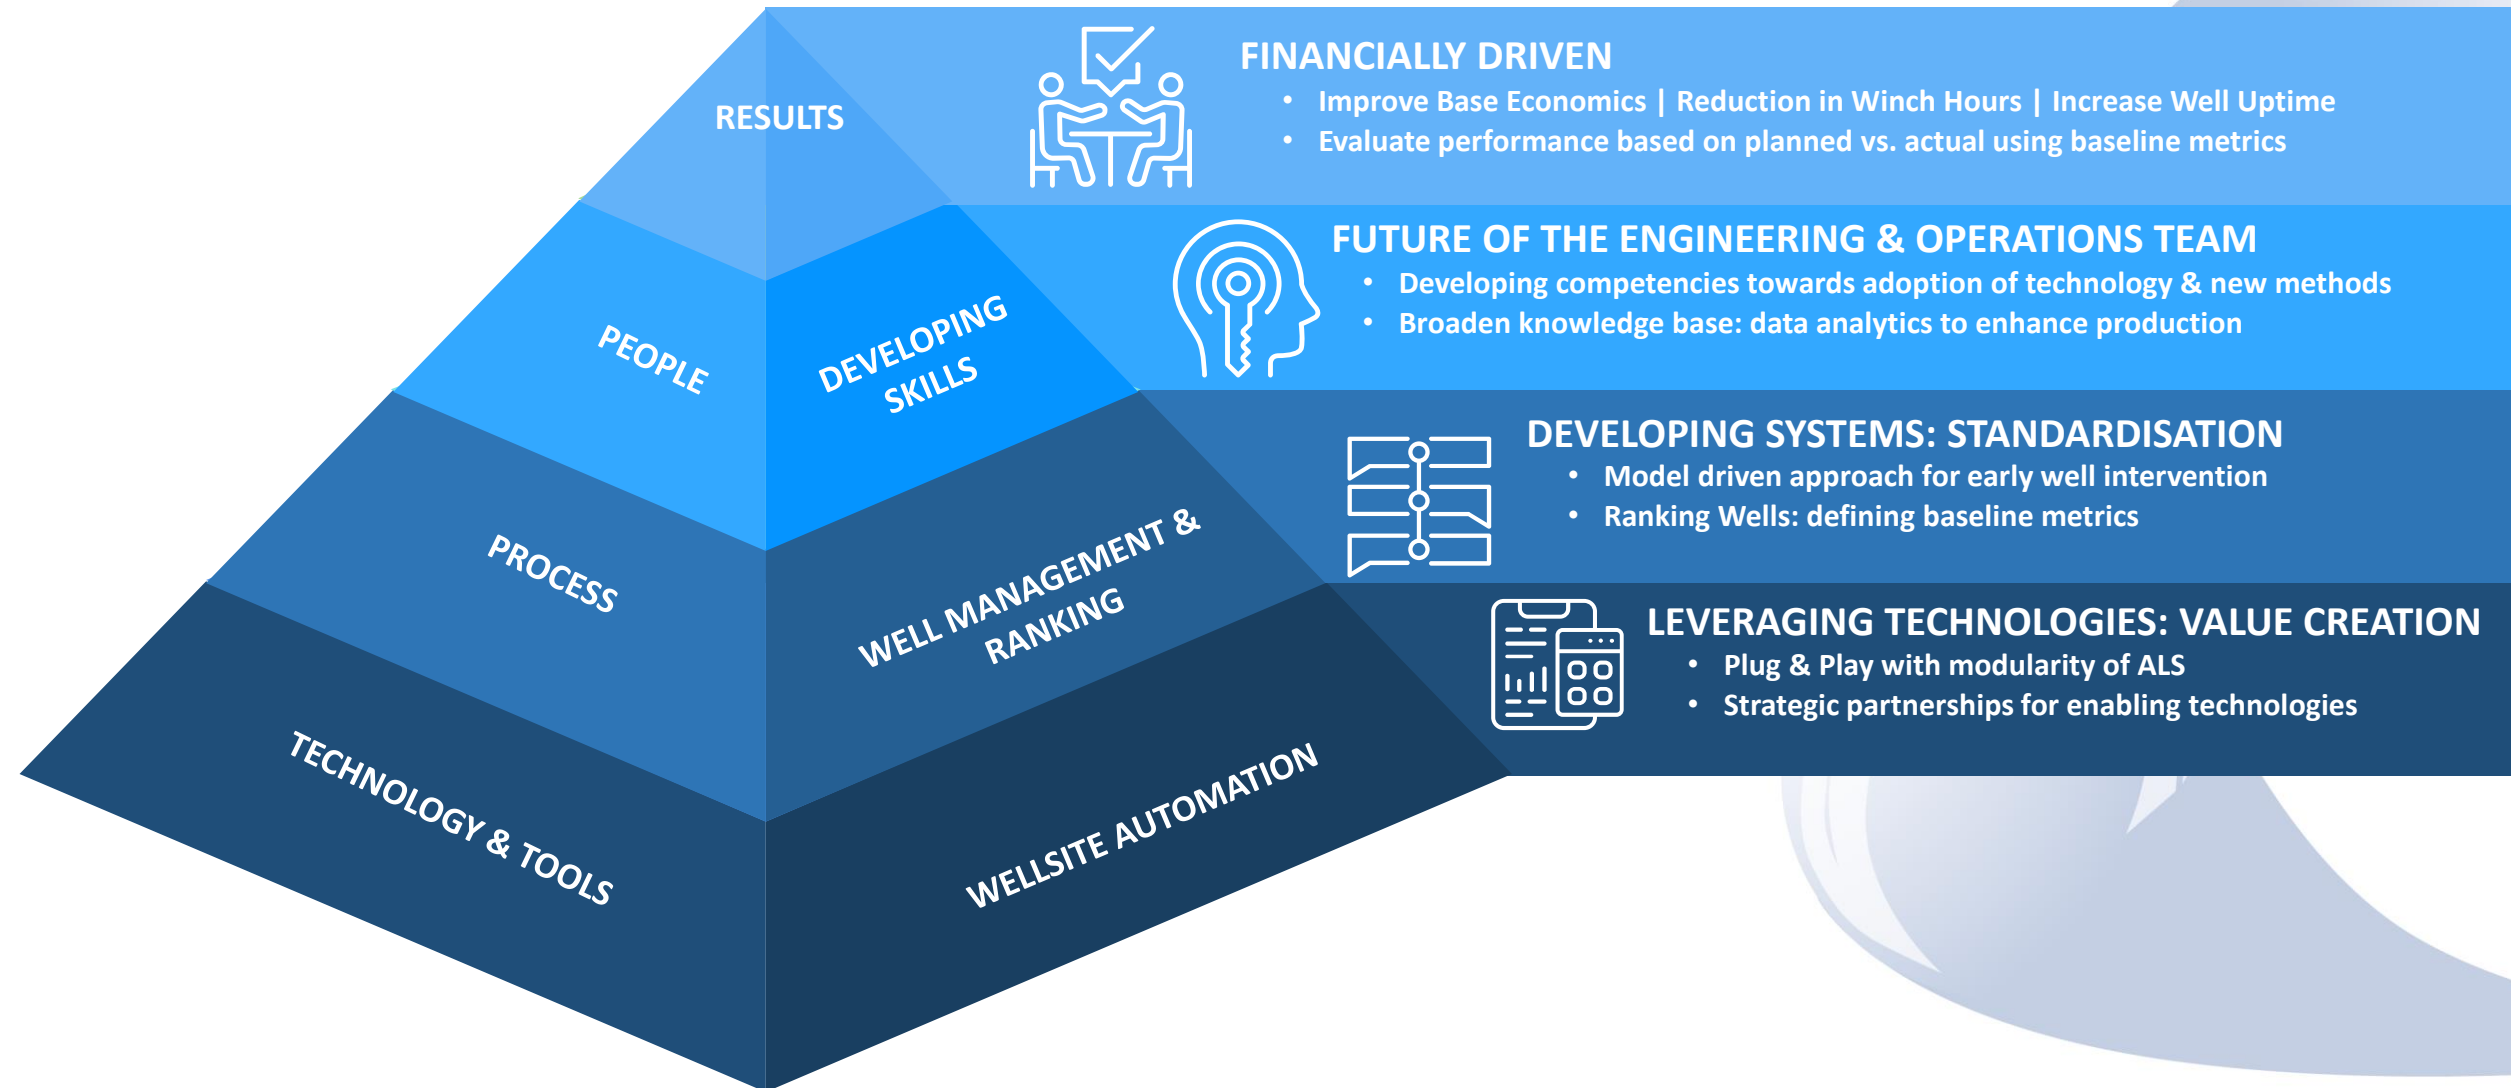 RESULTS
FINANCIALLY DRIVEN
• Improve Base Economics | Reduction in Winch Hours | Increase Well Uptime
• Evaluate performance based on planned vs. actual using baseline metrics
PEOPLE
DEVELOPING
SKILLS
FUTURE OF THE ENGINEERING & OPERATIONS TEAM
• Developing competencies towards adoption of technology & new methods
• Broaden knowledge base: data analytics to enhance production
PROCESS
WELL MANAGEMENT &
RANKING
DEVELOPING SYSTEMS: STANDARDISATION
• Model driven approach for early well intervention
• Ranking Wells: defining baseline metrics
TECHNOLOGY & TOOLS
WELLSITE AUTOMATION
LEVERAGING TECHNOLOGIES: VALUE CREATION
• Plug & Play with modularity of ALS
• Strategic partnerships for enabling technologies